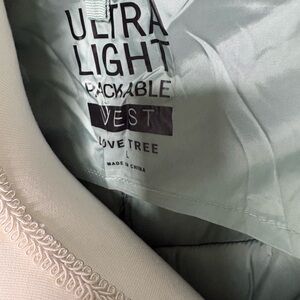 ULTRA
LIGHT
PACKABLE
VEST
LOVE TREE
L
MADE IN CHINA